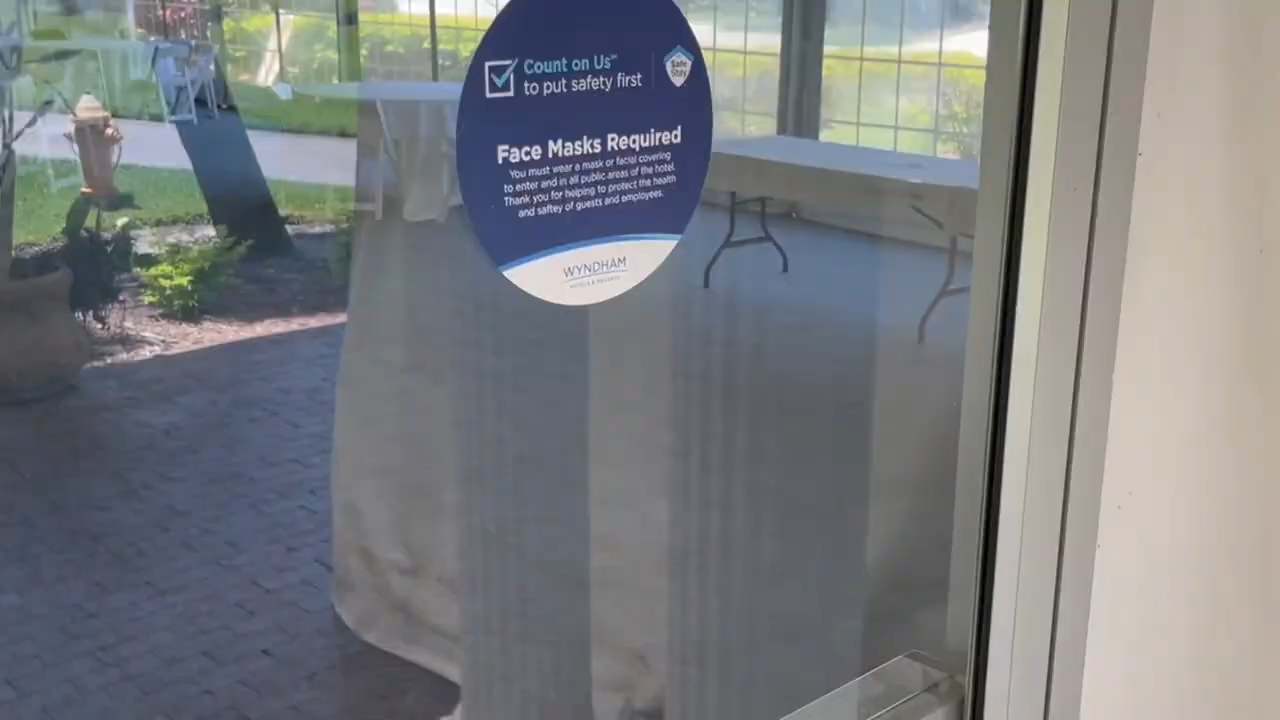 Count on Us℠
to put safety first
Safe
Stay
Face Masks Required
You must wear a mask or facial covering
to enter and in all public areas of the hotel.
Thank you for helping to protect the health
and saftey of guests and employees.
WYNDHAM
HOTELS & RESORTS